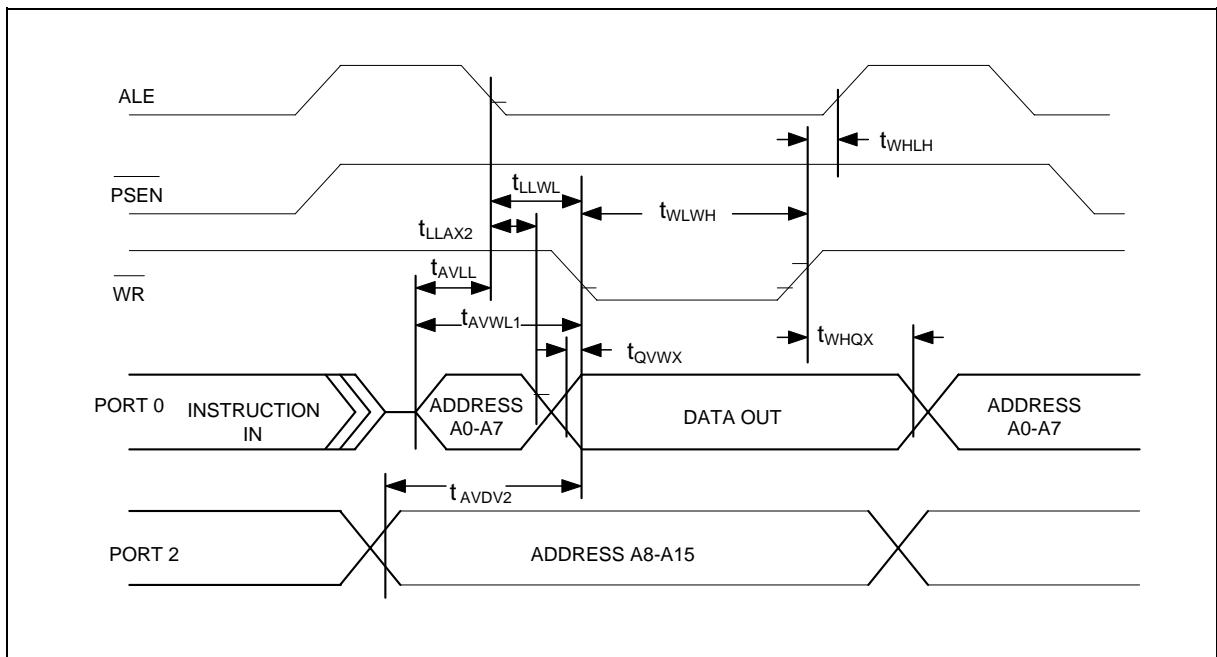 ALE
tWHLH
PSEN
tLLWL
tWLWH
tLLAX2
tAVLL
WR
tAVWL1
tWHQX
tQVWX
PORT 0
INSTRUCTION
IN
ADDRESS
A0-A7
DATA OUT
ADDRESS
A0-A7
t AVDV2
PORT 2
ADDRESS A8-A15